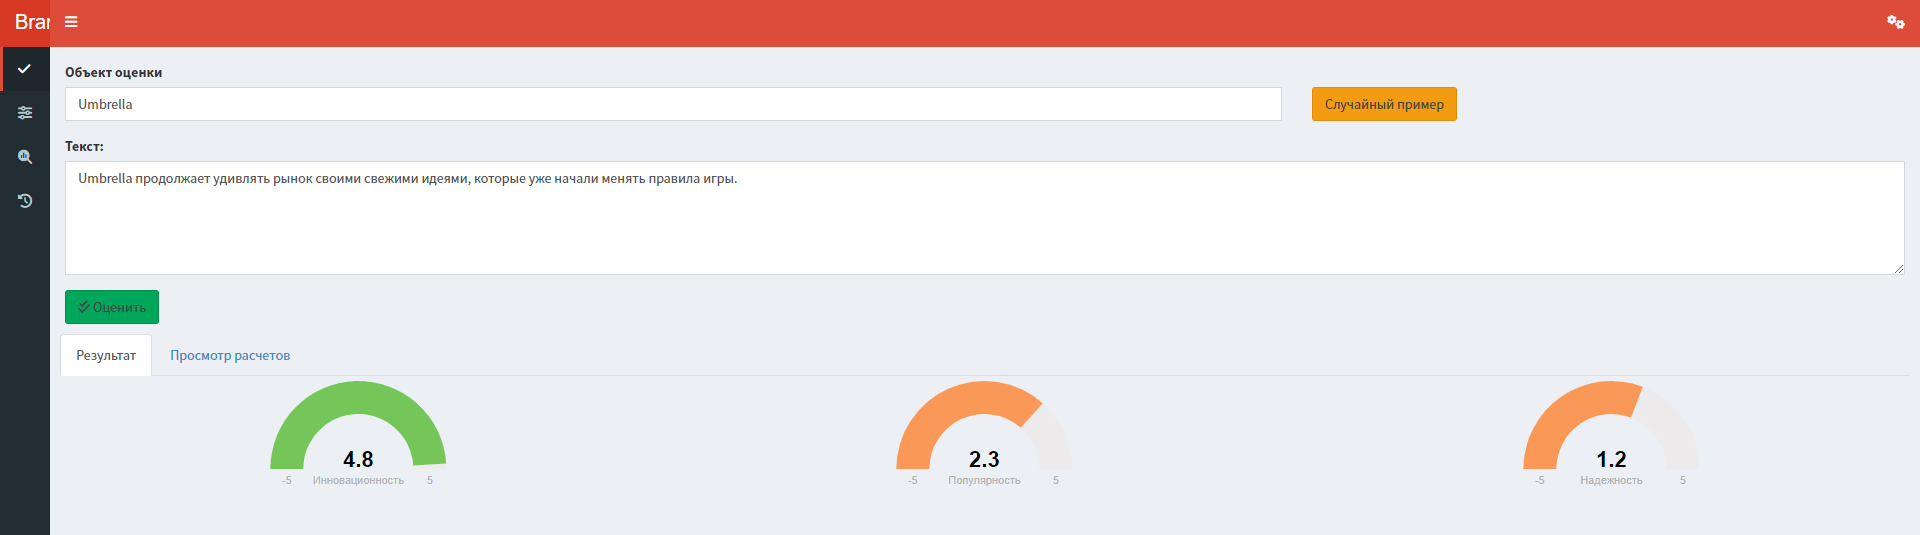 Bran
Объект оценки
Umbrella
Случайный пример
Текст:
Umbrella продолжает удивлять рынок своими свежими идеями, которые уже начали менять правила игры.
Оценить
Результат Просмотр расчетов
4.8 2.3 1.2
-5 Инновационность 5 -5 Популярность 5 -5 Надежность 5